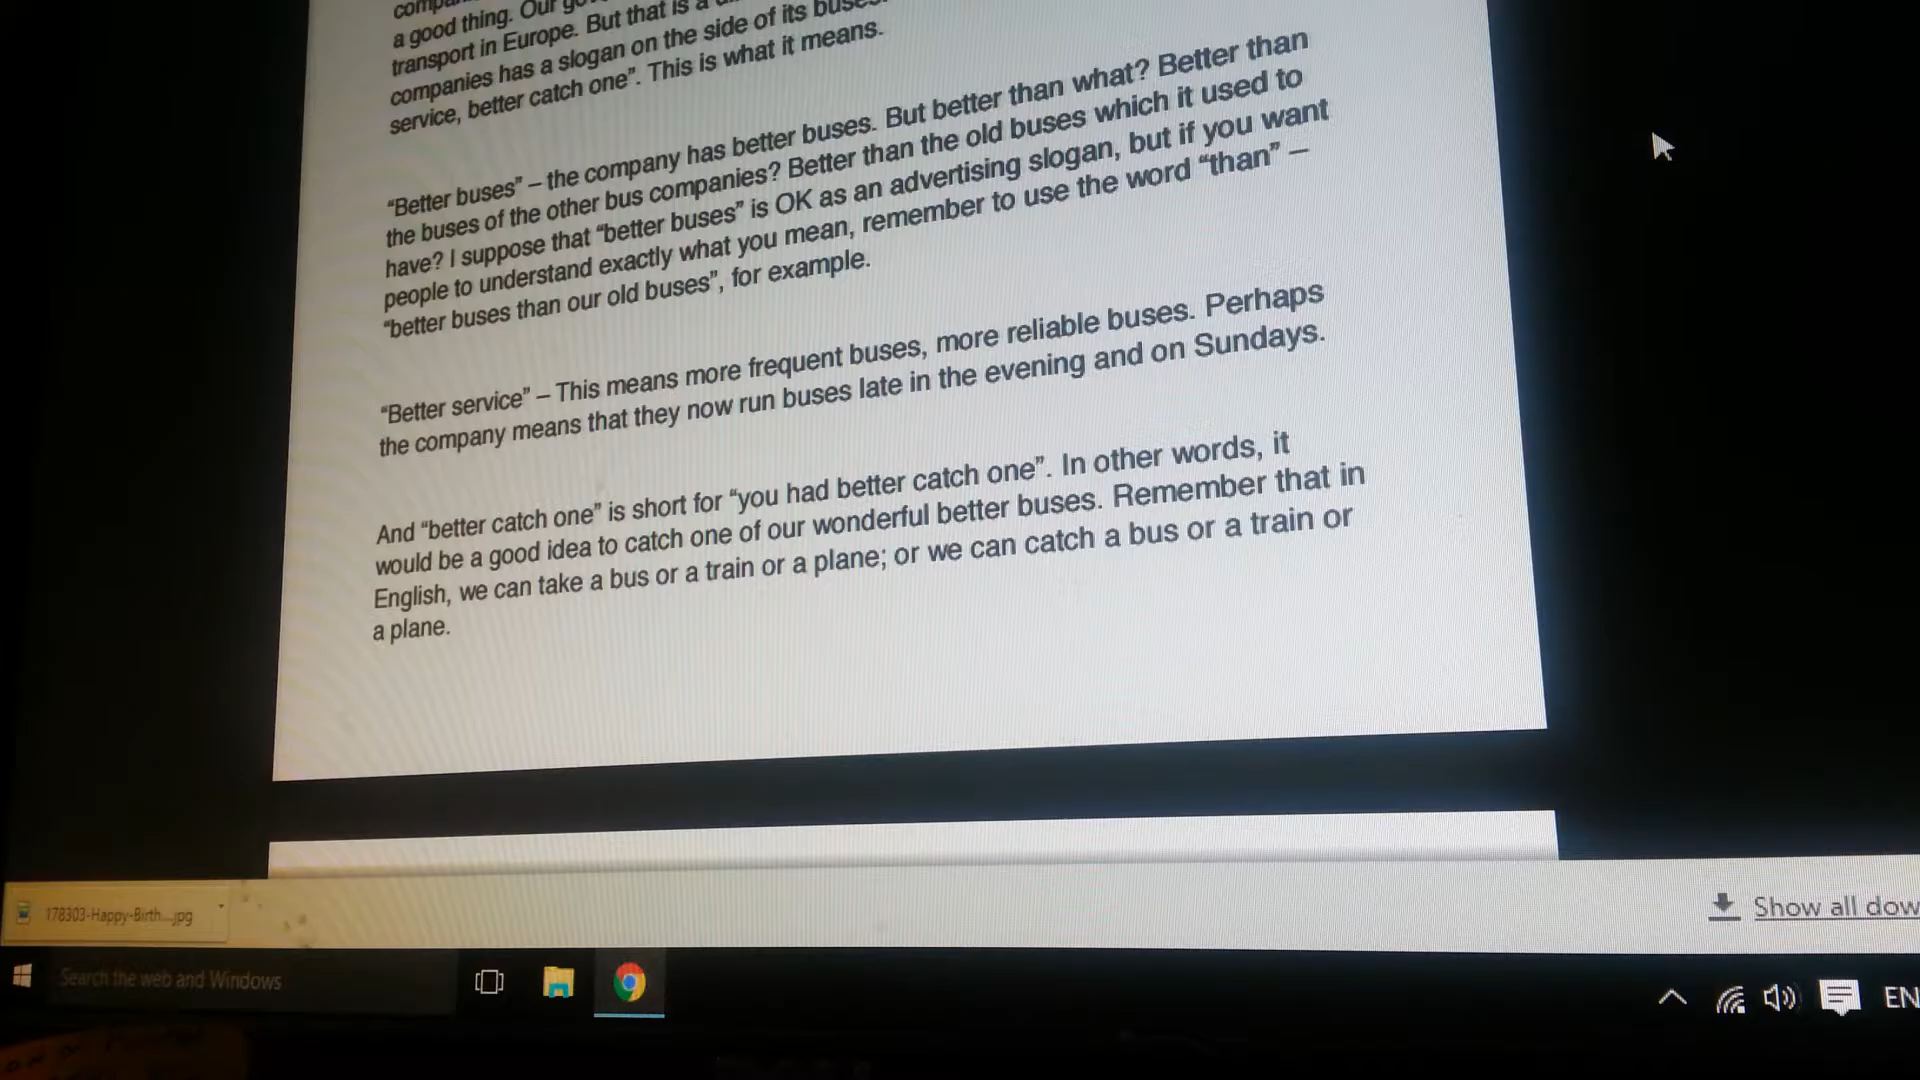 a good thing. Our
transport in Europe. But that is a
companies has a slogan on the side of its
service, better catch one”. This is what it means.
“Better buses” – the company has better buses. But better than what? Better than
the buses of the other bus companies? Better than the old buses which it used to
have? I suppose that “better buses” is OK as an advertising slogan, but if you want
people to understand exactly what you mean, remember to use the word “than” –
“better buses than our old buses”, for example.
“Better service” – This means more frequent buses, more reliable buses. Perhaps
the company means that they now run buses late in the evening and on Sundays.
And “better catch one” is short for “you had better catch one”. In other words, it
would be a good idea to catch one of our wonderful better buses. Remember that in
English, we can take a bus or a train or a plane; or we can catch a bus or a train or
a plane.
178303-Happy-Birth....jpg
Show all dow
Search the web and Windows
EN